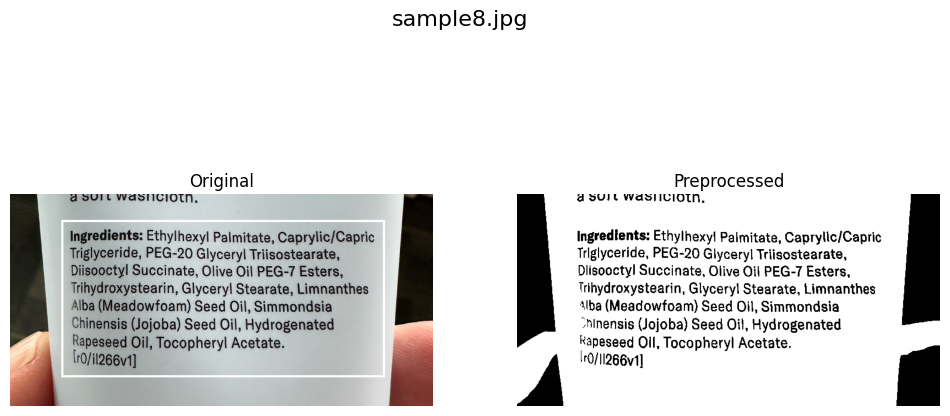 sample8.jpg
Original
a soft washcloth.
Ingredients: Ethylhexyl Palmitate, Caprylic/Capric
Triglyceride, PEG-20 Glyceryl Triisostearate,
Diisooctyl Succinate, Olive Oil PEG-7 Esters,
Trihydroxystearin, Glyceryl Stearate, Limnanthes
Alba (Meadowfoam) Seed Oil, Simmondsia
Chinensis (Jojoba) Seed Oil, Hydrogenated
Rapeseed Oil, Tocopheryl Acetate.
[r0/il266v1]
Preprocessed
a soft washcloth.
Ingredients: Ethylhexyl Palmitate, Caprylic/Capric
Triglyceride, PEG-20 Glyceryl Triisostearate,
Diisooctyl Succinate, Olive Oil PEG-7 Esters,
Trihydroxystearin, Glyceryl Stearate, Limnanthes
Alba (Meadowfoam) Seed Oil, Simmondsia
Chinensis (Jojoba) Seed Oil, Hydrogenated
Rapeseed Oil, Tocopheryl Acetate.
[r0/il266v1]